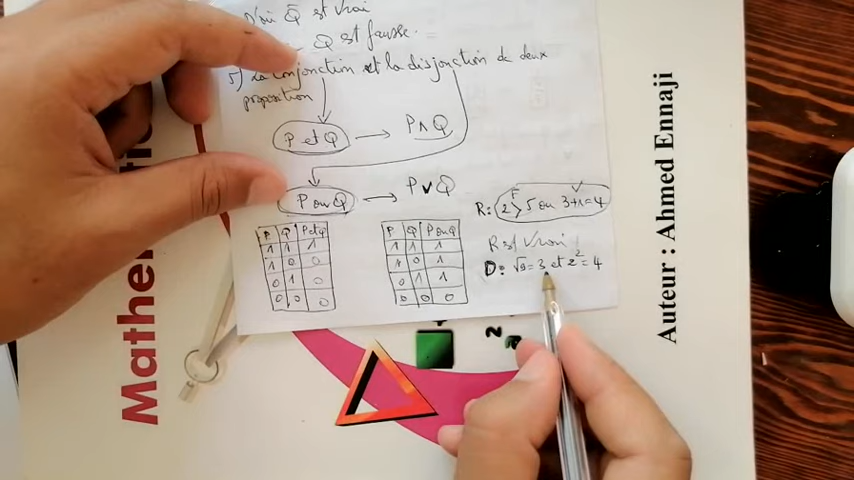 D'où Q̄ est vrai
Q est fausse.
5) La conjonction et la disjonction de deux
proposition
P et Q → P∧Q
P ou Q → P∨Q
P Q P et Q
1 1 1
1 0 0
0 1 0
0 0 0
P Q P ou Q
1 1 1
1 0 1
0 1 1
0 0 0
F ✓
R: 2 > 5 ou 3+1=4
R est vrai
D: √9=3 et 2²=4
Mathém
Auteur : Ahmed Ennaji